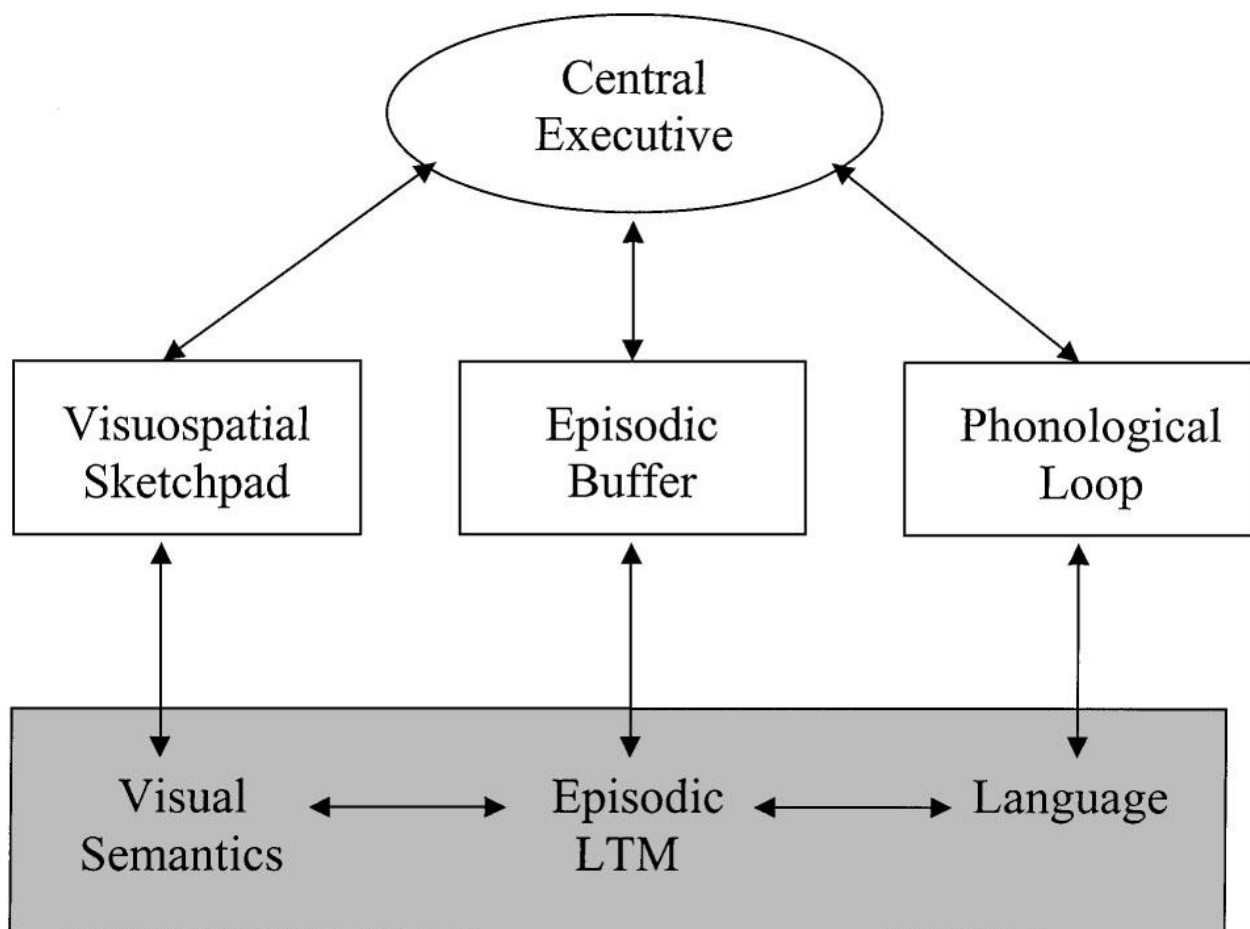 Central
Executive
Visuospatial
Sketchpad
Episodic
Buffer
Phonological
Loop
Visual
Semantics
Episodic
LTM
Language